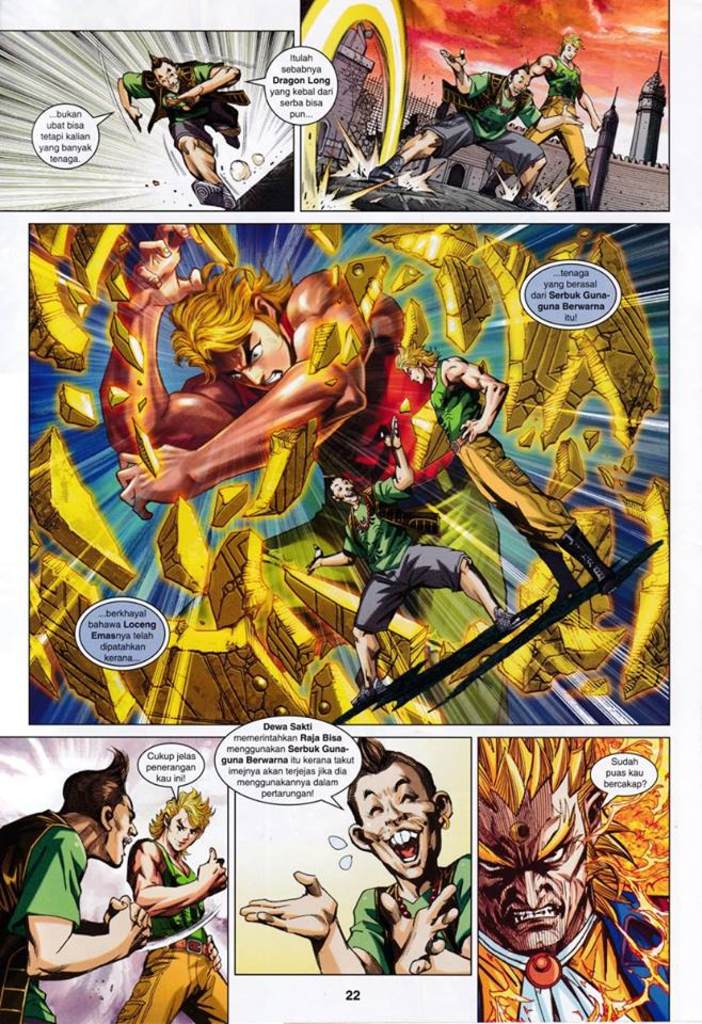 ...bukan
ubat bisa
tetapi kalian
yang banyak
tenaga.
Itulah
sebabnya
Dragon Long
yang kebal dari
serba bisa
pun...
...tenaga
yang berasal
dari Serbuk Guna-
guna Berwarna
itu!
...berkhayal
bahawa Loceng
Emasnya telah
dipatahkan
kerana...
Cukup jelas
penerangan
kau ini!
Dewa Sakti
memerintahkan Raja Bisa
menggunakan Serbuk Guna-
guna Berwarna itu kerana takut
imejnya akan terjejas jika dia
menggunakannya dalam
pertarungan!
Sudah
puas kau
bercakap?
22